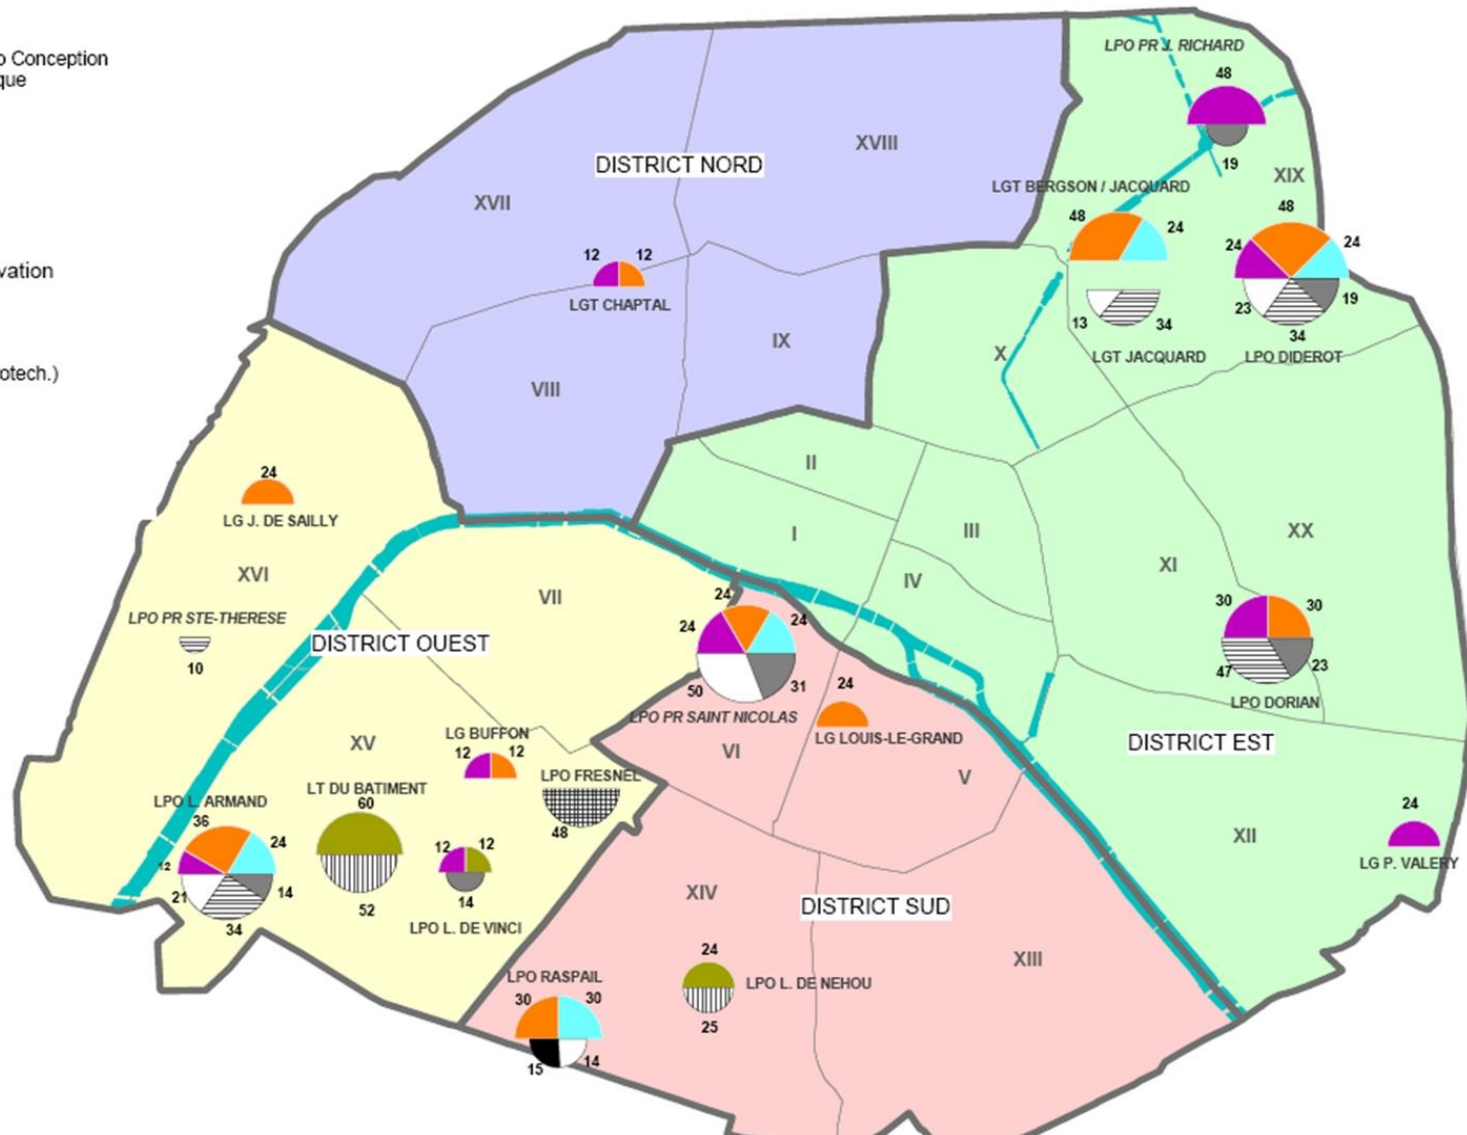 o Conception
que
vation
otech.)
LPO PR J. RICHARD
48
19
XVIII
DISTRICT NORD
XVII
XIX
LGT BERGSON / JACQUARD
48
24
48
24
24
12
12
LGT CHAPTAL
13
34
23
34
19
LGT JACQUARD
LPO DIDEROT
IX
X
VIII
II
24
LG J. DE SAILLY
I
III
XX
XI
IV
XVI
VII
LPO PR STE-THERESE
10
DISTRICT OUEST
24
24
24
50
31
LPO PR SAINT NICOLAS
30
30
47
23
LPO DORIAN
24
LG LOUIS-LE-GRAND
VI
V
DISTRICT EST
XV
LG BUFFON
12
12
LPO FRESNEL
48
LT DU BATIMENT
60
52
LPO L. ARMAND
36
24
12
21
34
14
12
12
14
LPO L. DE VINCI
24
LG P. VALERY
XII
XIV
DISTRICT SUD
XIII
24
LPO L. DE NEHOU
25
LPO RASPAIL
30
30
15
14